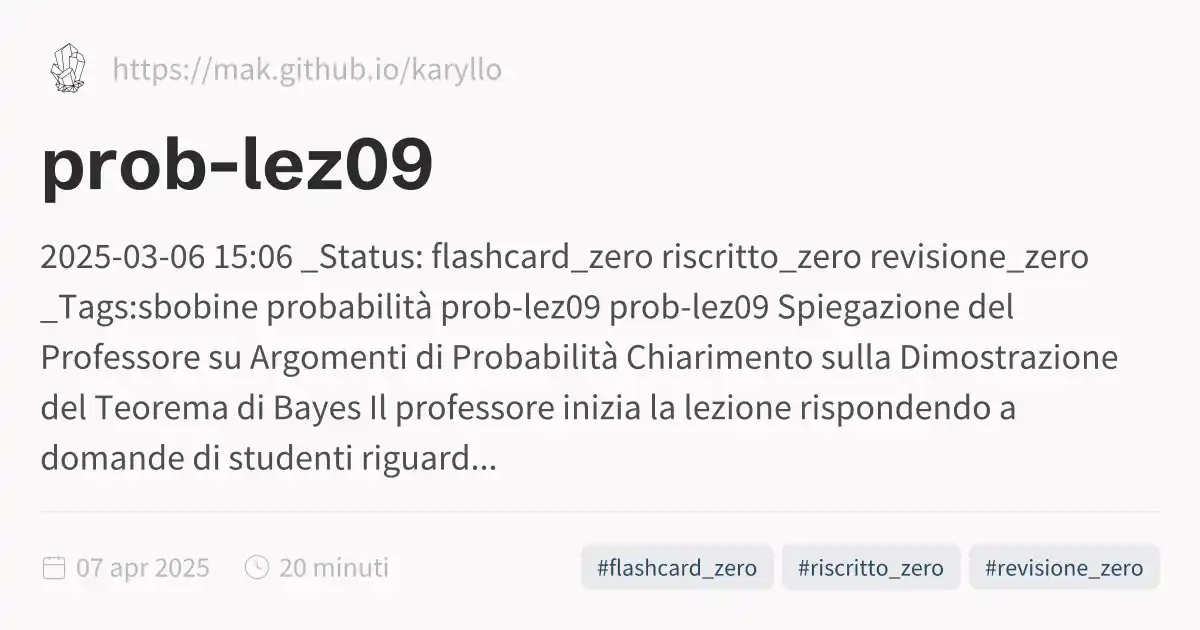 https://mak.github.io/karyllo
prob-lez09
2025-03-06 15:06 _Status: flashcard_zero riscritto_zero revisione_zero
_Tags:sbobine probabilità prob-lez09 prob-lez09 Spiegazione del
Professore su Argomenti di Probabilità Chiarimento sulla Dimostrazione
del Teorema di Bayes Il professore inizia la lezione rispondendo a
domande di studenti riguard...
07 apr 2025 20 minuti #flashcard_zero #riscritto_zero #revisione_zero